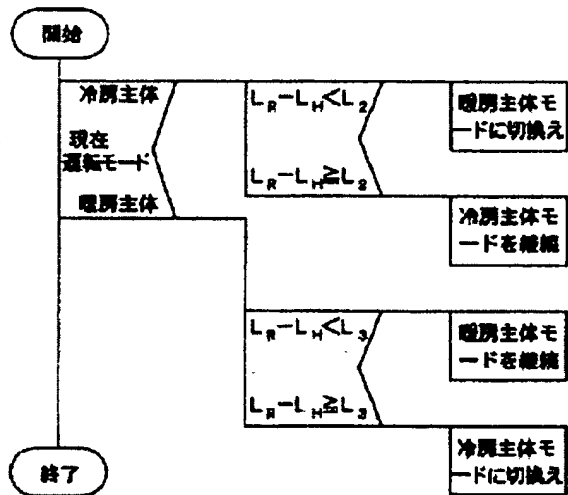 開始
冷房主体
現在
運転モード
暖房主体
L_R-L_H<L_2
L_R-L_H≧L_2
暖房主体モ
ードに切換え
冷房主体モ
ードを継続
L_R-L_H<L_3
L_R-L_H≧L_3
暖房主体モ
ードを継続
冷房主体モ
ードに切換え
終了